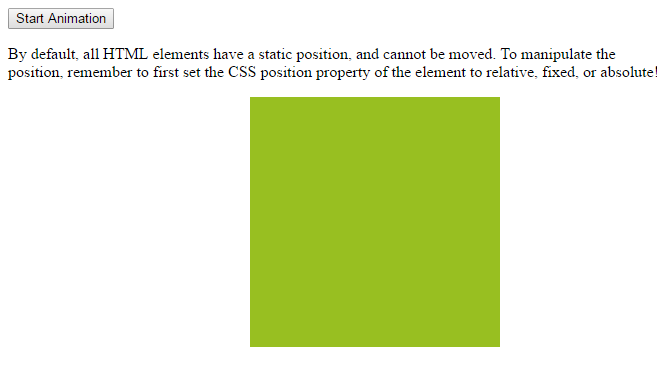 Start Animation
By default, all HTML elements have a static position, and cannot be moved. To manipulate the
position, remember to first set the CSS position property of the element to relative, fixed, or absolute!